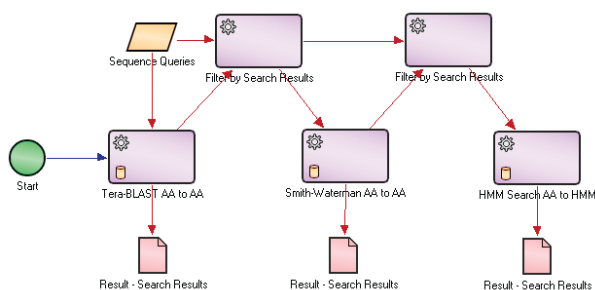 Sequence Queries
Filter by Search Results
Filter by Search Results
Start
Tera-BLAST AA to AA
Smith-Waterman AA to AA
HMM Search AA to HMM
Result - Search Results
Result - Search Results
Result - Search Results